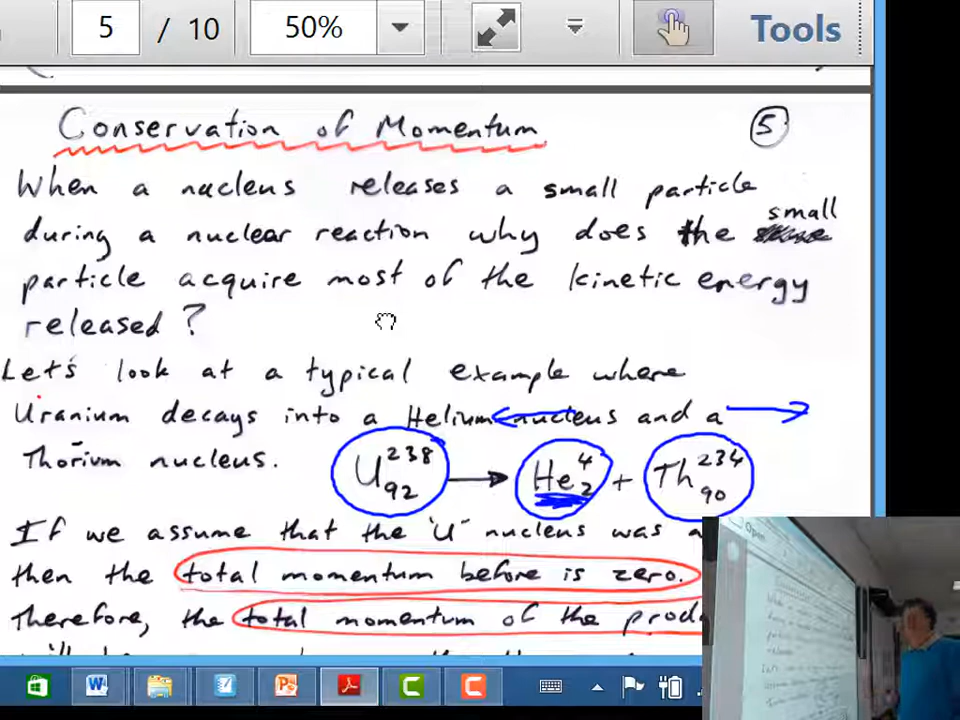 5 / 10 50% Tools
Conservation of Momentum 5
When a nucleus releases a small particle
during a nuclear reaction why does the small
particle acquire most of the kinetic energy
released?
Let's look at a typical example where
Uranium decays into a Helium nucleus and a
Thorium nucleus. U 238 92 → He 4 2 + Th 234 90
If we assume that the "U" nucleus was
then the total momentum before is zero.
Therefore, the total momentum of the